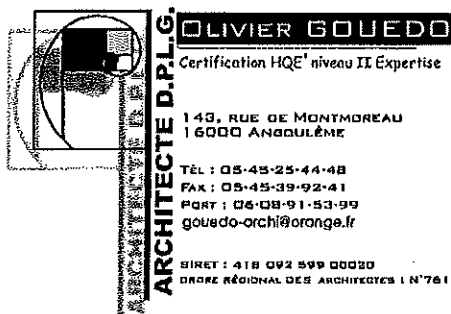 OLIVIER GOUEDO
Certification HQE' niveau II Expertise
ARCHITECTE D.P.L.G.
143, RUE DE MONTMOREAU
16000 ANGOULÊME
TÉL : 05-45-25-44-48
FAX : 05-45-39-92-41
PORT : 06-08-91-53-99
gouedo-archi@orange.fr
SIRET : 418 092 599 00020
ORDRE RÉGIONAL DES ARCHITECTES : N°761